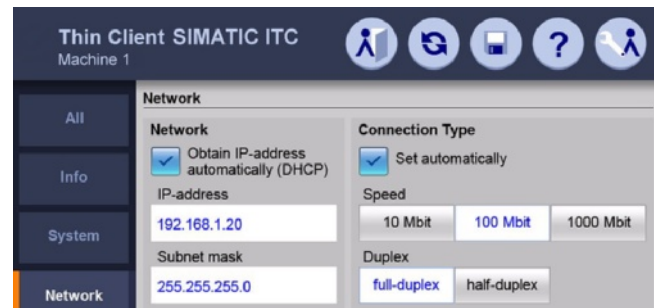 Thin Client SIMATIC ITC
Machine 1
?
All
Info
System
Network
Network
Network
Obtain IP-address
automatically (DHCP)
IP-address
192.168.1.20
Subnet mask
255.255.255.0
Connection Type
Set automatically
Speed
10 Mbit 100 Mbit 1000 Mbit
Duplex
full-duplex half-duplex